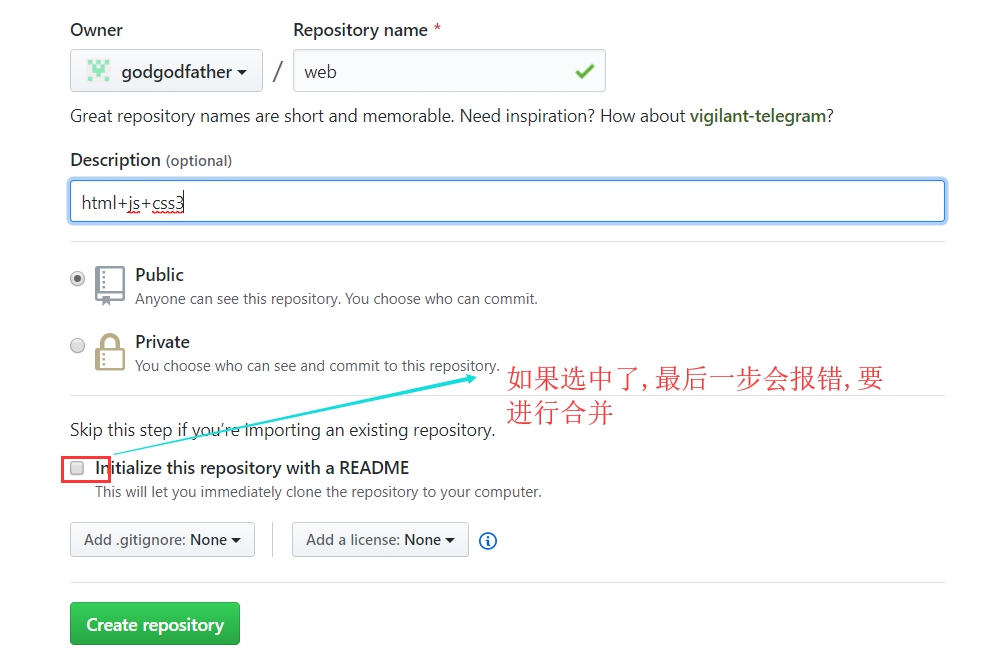 Owner
Repository name *
godgodfather / web
Great repository names are short and memorable. Need inspiration? How about vigilant-telegram?
Description (optional)
html+js+css3
Public
Anyone can see this repository. You choose who can commit.
Private
You choose who can see and commit to this repository.
如果选中了,最后一步会报错,要
进行合并
Skip this step if you're importing an existing repository.
Initialize this repository with a README
This will let you immediately clone the repository to your computer.
Add .gitignore: None
Add a license: None
Create repository